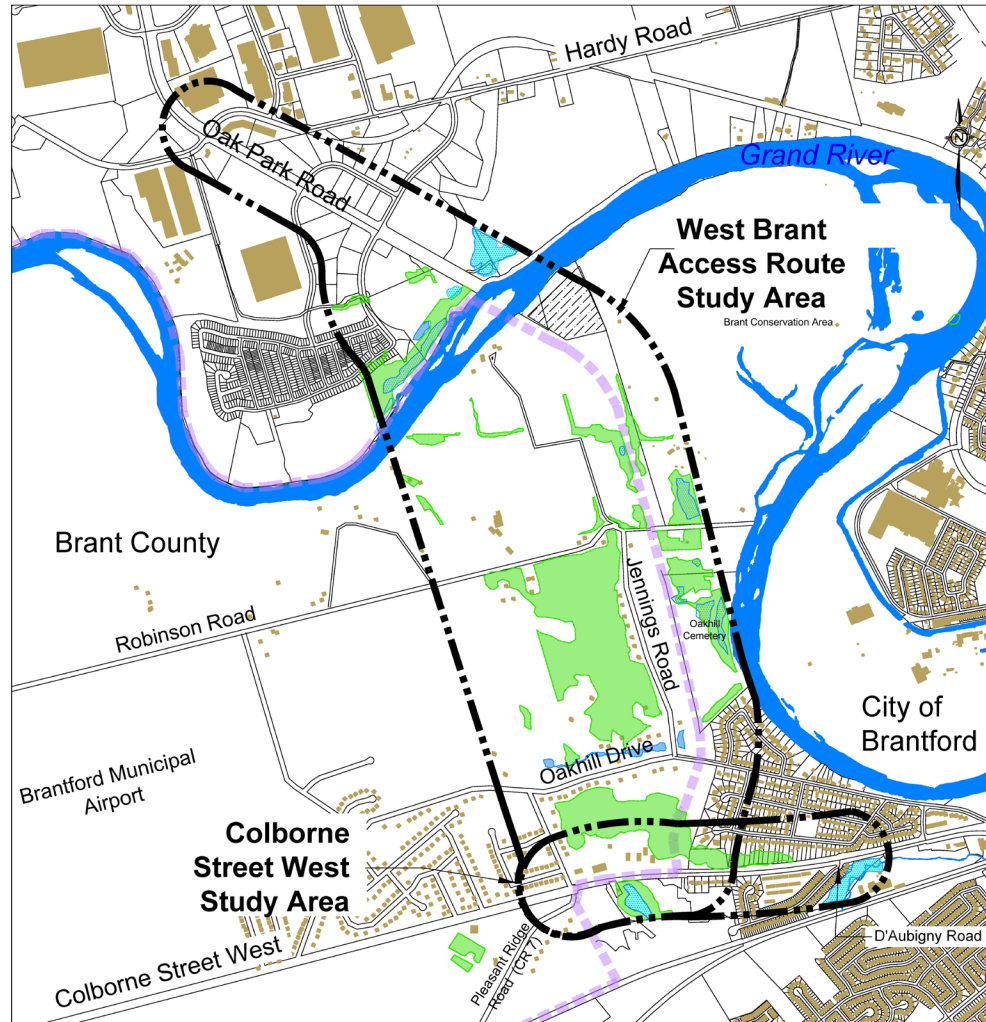 Hardy Road
Oak Park Road
N
Grand River
West Brant
Access Route
Study Area
Brant Conservation Area
Brant County
Robinson Road
Jennings Road
Oakhill
Cemetery
City of
Brantford
Oakhill Drive
Brantford Municipal
Airport
Colborne
Street West
Study Area
D'Aubigny Road
Colborne Street West
Pleasant Ridge
Road (CR 7)